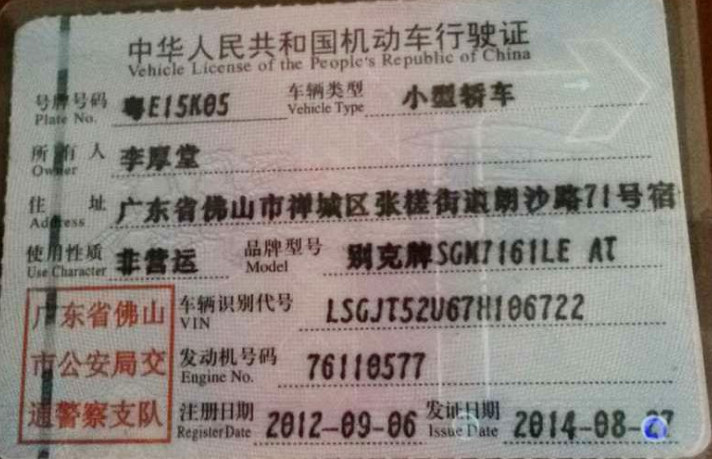 中华人民共和国机动车行驶证
Vehicle License of the People's Republic of China
号牌号码 粤E15K05 车辆类型 小型轿车
Plate No. Vehicle Type
所有人 李厚堂
Owner
住址 广东省佛山市禅城区张槎街道朗沙路71号宿
Address
使用性质 非营运 品牌型号 别克牌SGM7161LE AT
Use Character Model
广东省佛山 车辆识别代号 LSGJT52U67H106722
VIN
市公安局交 发动机号码 76110577
Engine No.
通警察支队 注册日期 2012-09-06 发证日期 2014-08-27
Register Date Issue Date